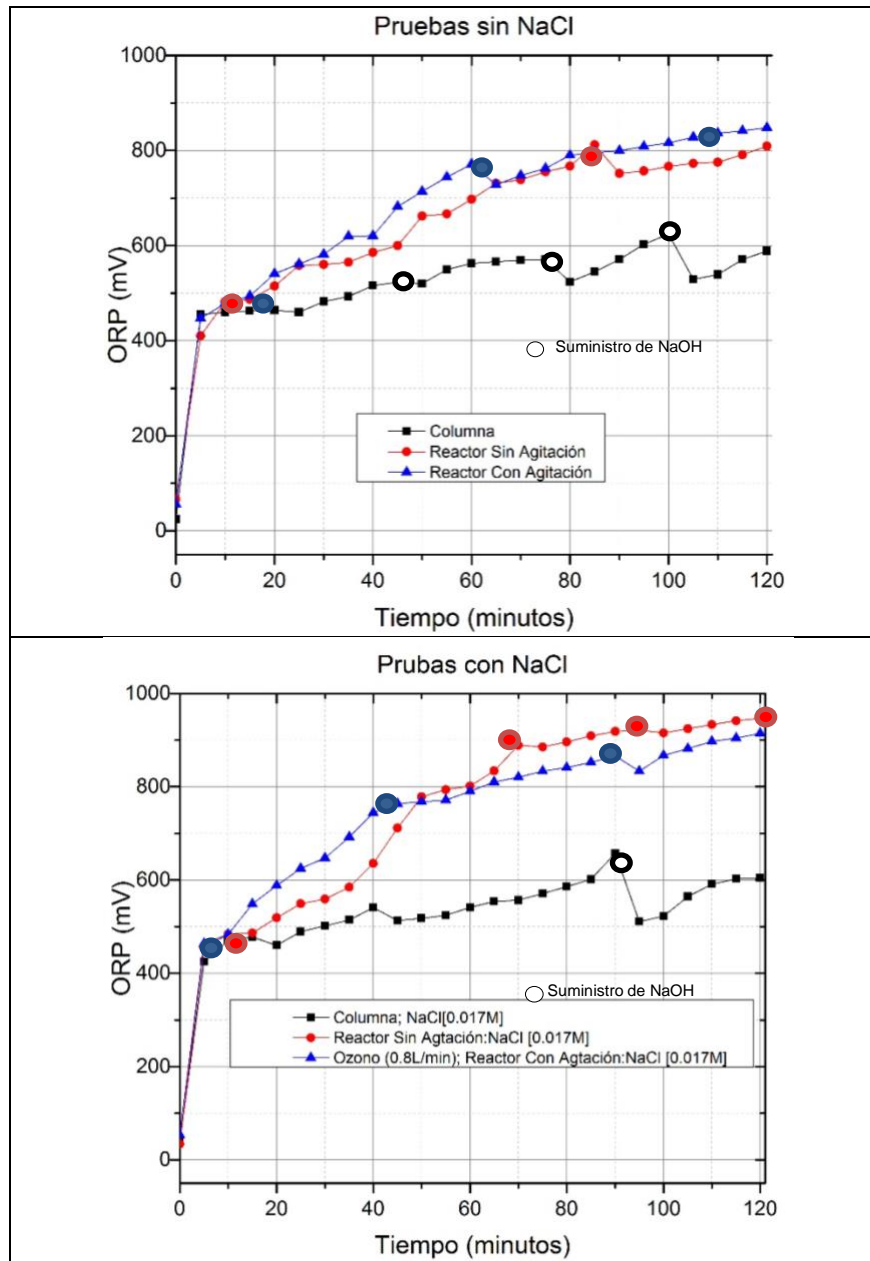 Pruebas sin NaCl
1000
800
600
400
200
0
ORP (mV)
Suministro de NaOH
Columna
Reactor Sin Agitación
Reactor Con Agitación
0 20 40 60 80 100 120
Tiempo (minutos)
Prubas con NaCl
1000
800
600
400
200
0
ORP (mV)
Suministro de NaOH
Columna; NaCl[0.017M]
Reactor Sin Agtación:NaCl [0.017M]
Ozono (0.8L/min); Reactor Con Agtación:NaCl [0.017M]
0 20 40 60 80 100 120
Tiempo (minutos)